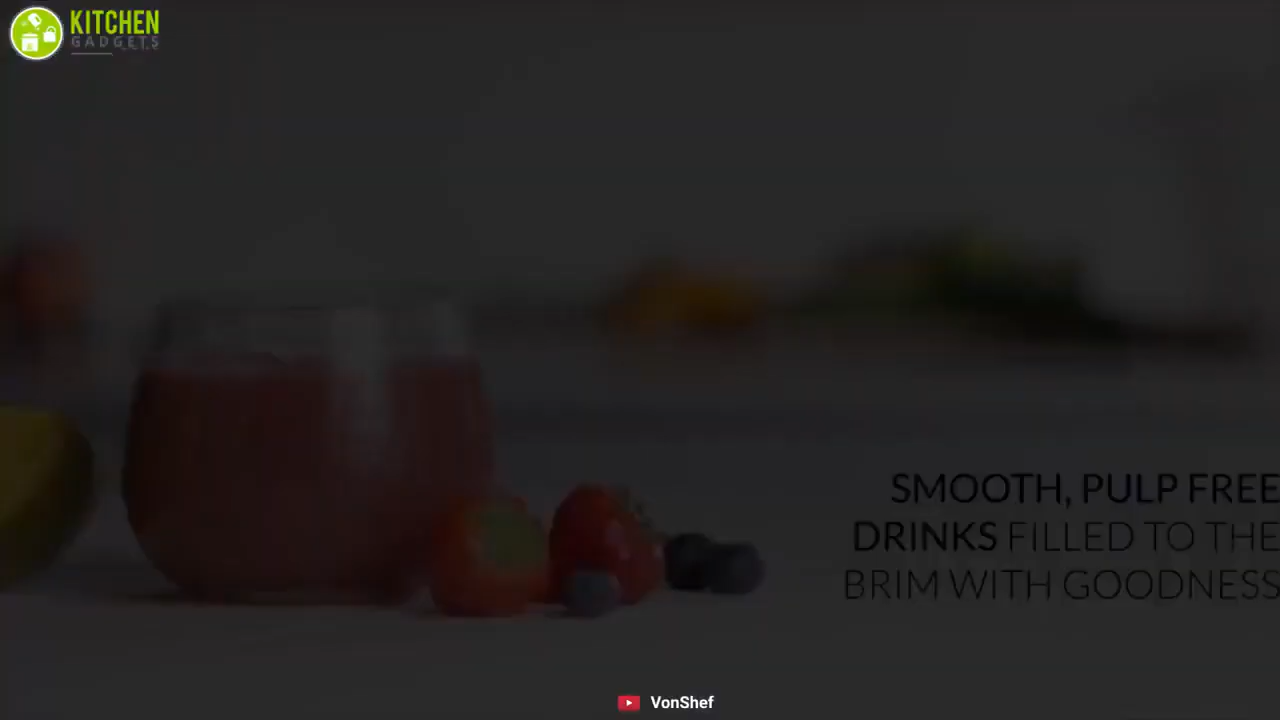 KITCHEN
GADGETS
SMOOTH, PULP FREE
DRINKS FILLED TO THE
BRIM WITH GOODNESS
VonShef